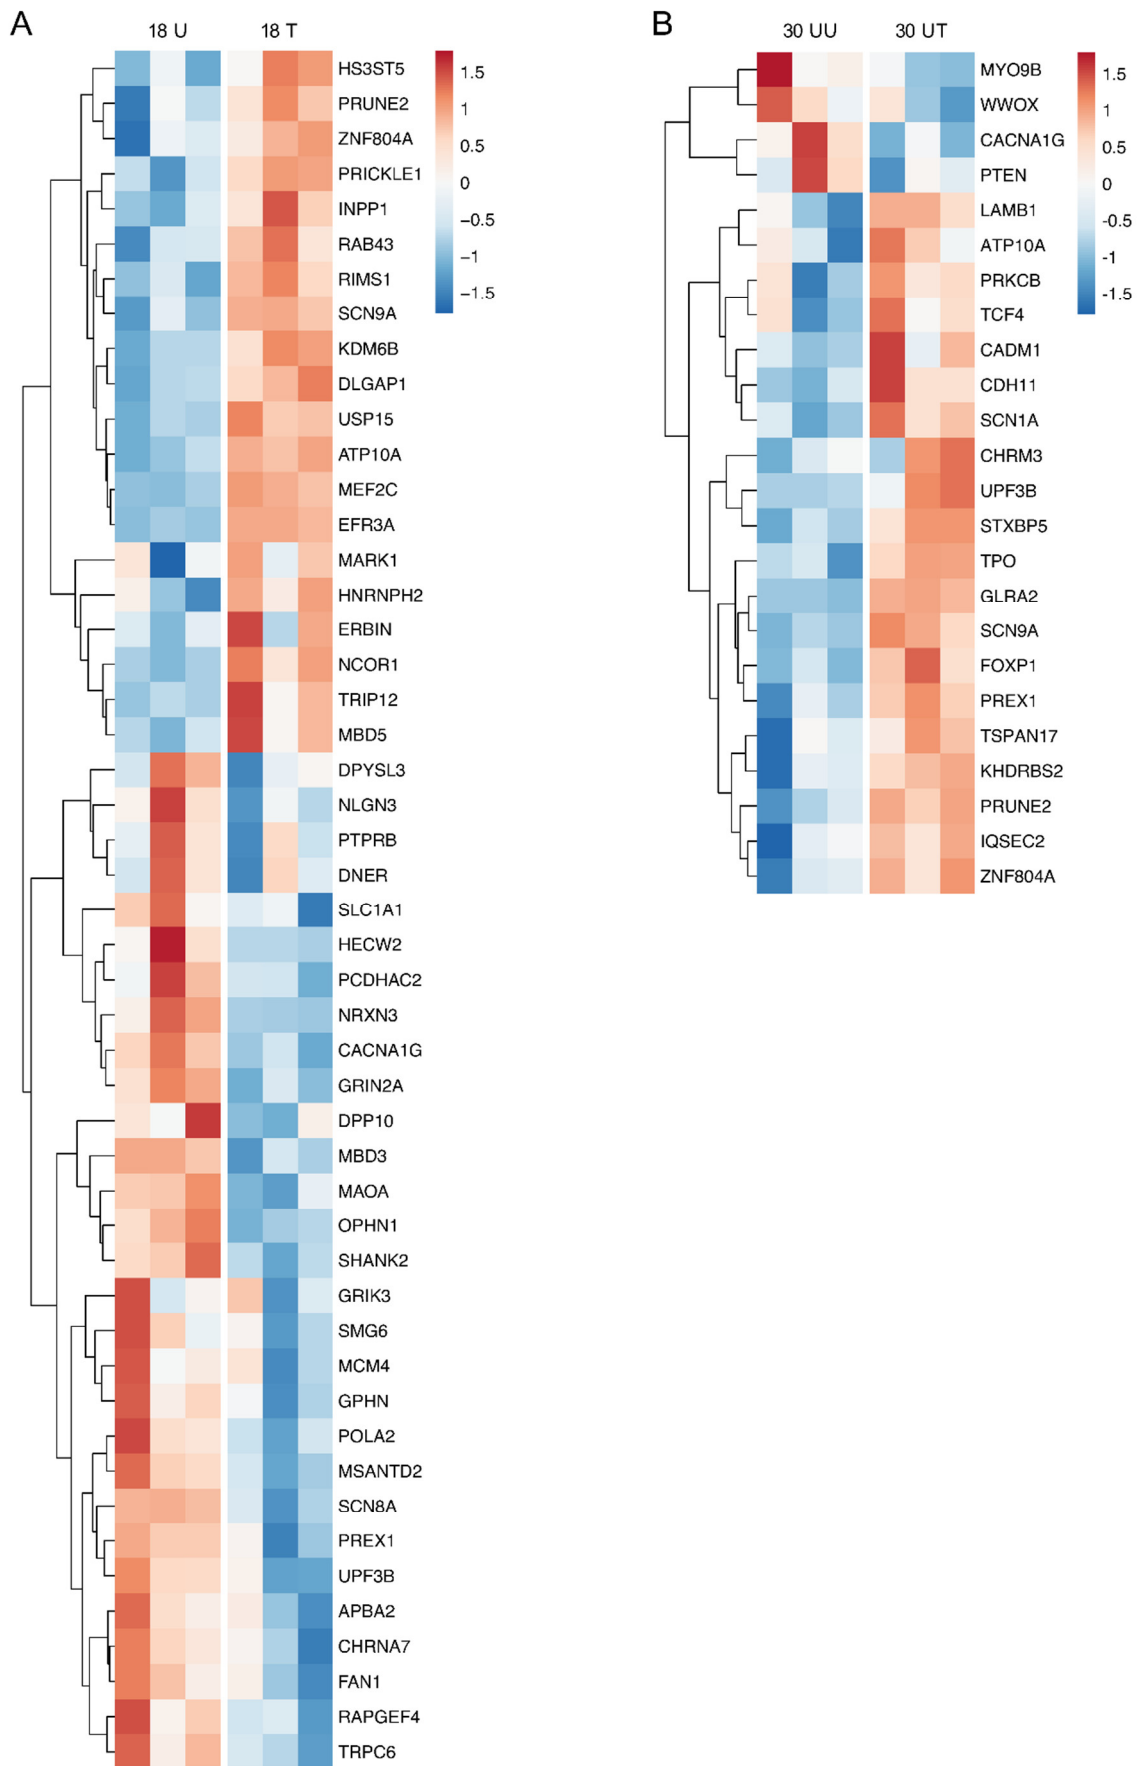 A
18 U 18 T
HS3ST5
PRUNE2
ZNF804A
PRICKLE1
INPP1
RAB43
RIMS1
SCN9A
KDM6B
DLGAP1
USP15
ATP10A
MEF2C
EFR3A
MARK1
HNRNPH2
ERBIN
NCOR1
TRIP12
MBD5
DPYSL3
NLGN3
PTPRB
DNER
SLC1A1
HECW2
PCDHAC2
NRXN3
CACNA1G
GRIN2A
DPP10
MBD3
MAOA
OPHN1
SHANK2
GRIK3
SMG6
MCM4
GPHN
POLA2
MSANTD2
SCN8A
PREX1
UPF3B
APBA2
CHRNA7
FAN1
RAPGEF4
TRPC6
1.5
1
0.5
0
−0.5
−1
−1.5
B
30 UU 30 UT
MYO9B
WWOX
CACNA1G
PTEN
LAMB1
ATP10A
PRKCB
TCF4
CADM1
CDH11
SCN1A
CHRM3
UPF3B
STXBP5
TPO
GLRA2
SCN9A
FOXP1
PREX1
TSPAN17
KHDRBS2
PRUNE2
IQSEC2
ZNF804A
1.5
1
0.5
0
-0.5
-1
-1.5